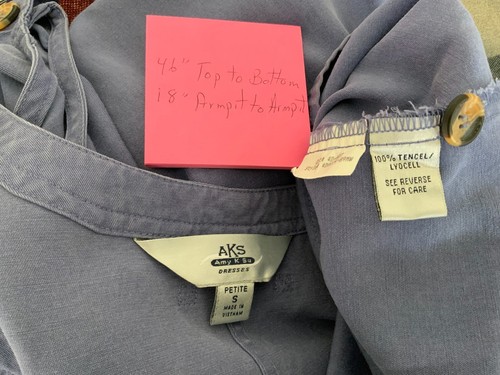 46" Top to Bottom
18" Armpit to Armpit
100% TENCEL/
LYOCELL
SEE REVERSE
FOR CARE
AKS
Amy K Su
DRESSES
PETITE
S
MADE IN
VIETNAM